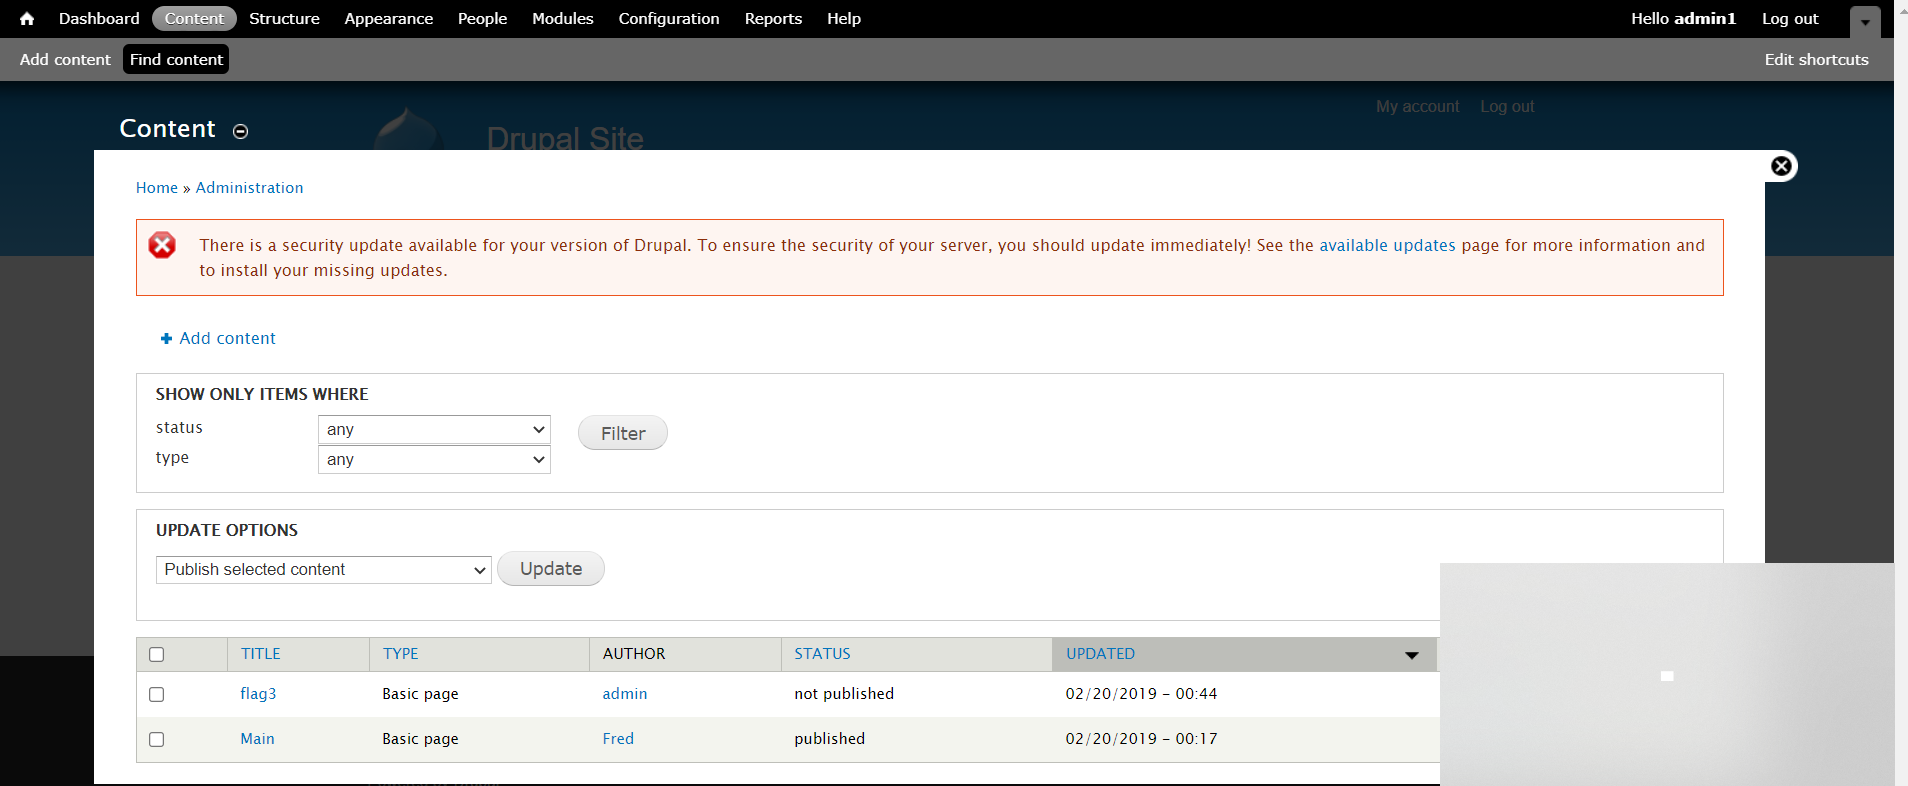 Dashboard Content Structure Appearance People Modules Configuration Reports Help Hello admin1 Log out
Add content Find content Edit shortcuts
My account Log out
Content
Drupal Site
Home » Administration
There is a security update available for your version of Drupal. To ensure the security of your server, you should update immediately! See the available updates page for more information and
to install your missing updates.
Add content
SHOW ONLY ITEMS WHERE
status any Filter
type any
UPDATE OPTIONS
Publish selected content Update
TITLE TYPE AUTHOR STATUS UPDATED
flag3 Basic page admin not published 02/20/2019 - 00:44
Main Basic page Fred published 02/20/2019 - 00:17